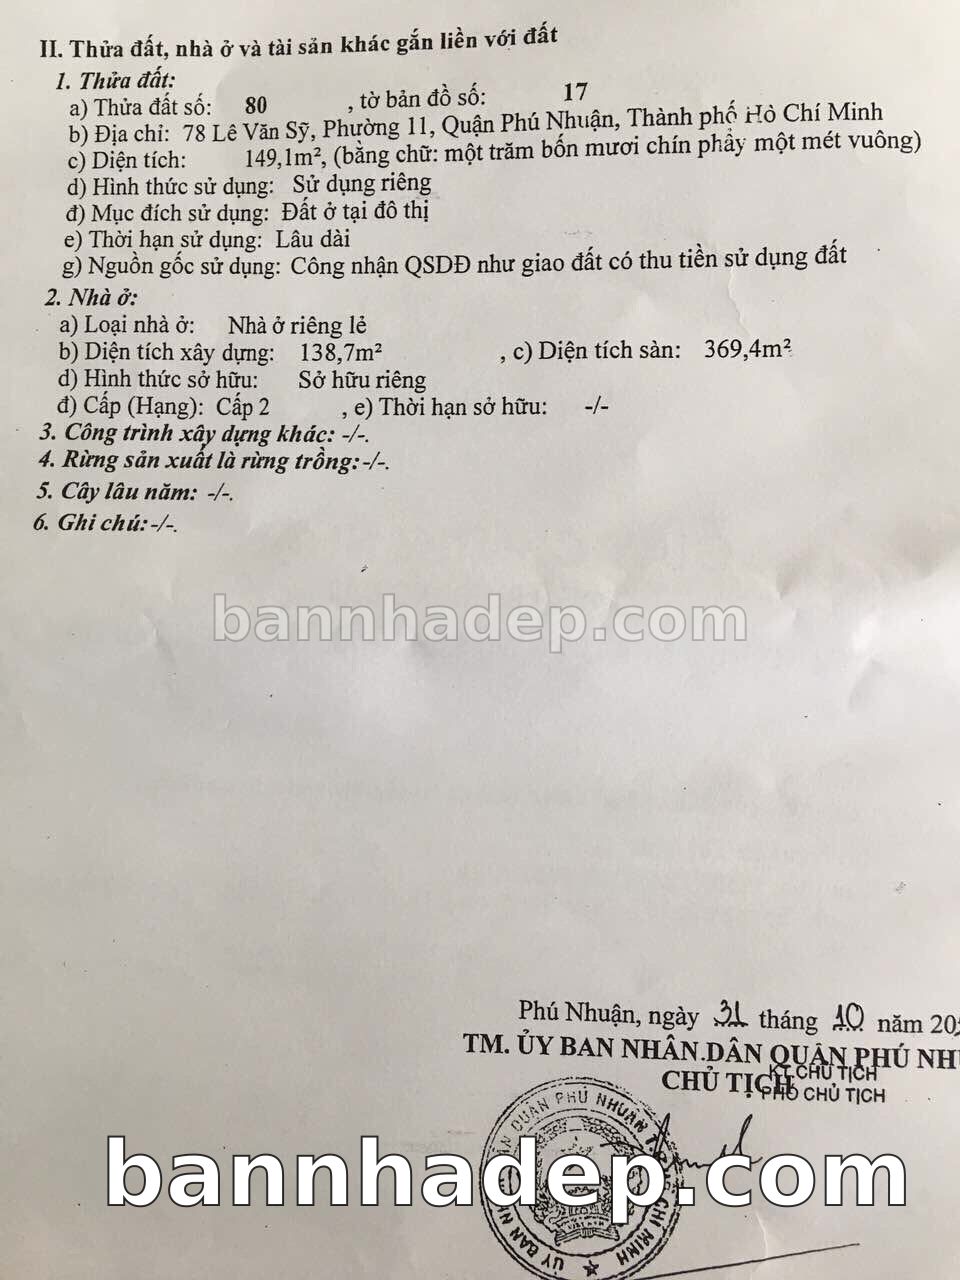 II. Thửa đất, nhà ở và tài sản khác gắn liền với đất
1. Thửa đất:
a) Thửa đất số: 80 , tờ bản đồ số: 17
b) Địa chỉ: 78 Lê Văn Sỹ, Phường 11, Quận Phú Nhuận, Thành phố Hồ Chí Minh
c) Diện tích: 149,1m², (bằng chữ: một trăm bốn mươi chín phẩy một mét vuông)
d) Hình thức sử dụng: Sử dụng riêng
đ) Mục đích sử dụng: Đất ở tại đô thị
e) Thời hạn sử dụng: Lâu dài
g) Nguồn gốc sử dụng: Công nhận QSDĐ như giao đất có thu tiền sử dụng đất
2. Nhà ở:
a) Loại nhà ở: Nhà ở riêng lẻ
b) Diện tích xây dựng: 138,7m² , c) Diện tích sàn: 369,4m²
d) Hình thức sở hữu: Sở hữu riêng
đ) Cấp (Hạng): Cấp 2 , e) Thời hạn sở hữu: -/-
3. Công trình xây dựng khác: -/-.
4. Rừng sản xuất là rừng trồng:-/-.
5. Cây lâu năm: -/-.
6. Ghi chú:-/-.
bannhadep.com
Phú Nhuận, ngày 31 tháng 10 năm 20
TM. ỦY BAN NHÂN DÂN QUẬN PHÚ NH
CHỦ TỊCH
KT.CHỦ TỊCH
PHÓ CHỦ TỊCH
QUẬN PHÚ NHUẬN
bannhadep.com
CHÍ MINH
ỦY BAN